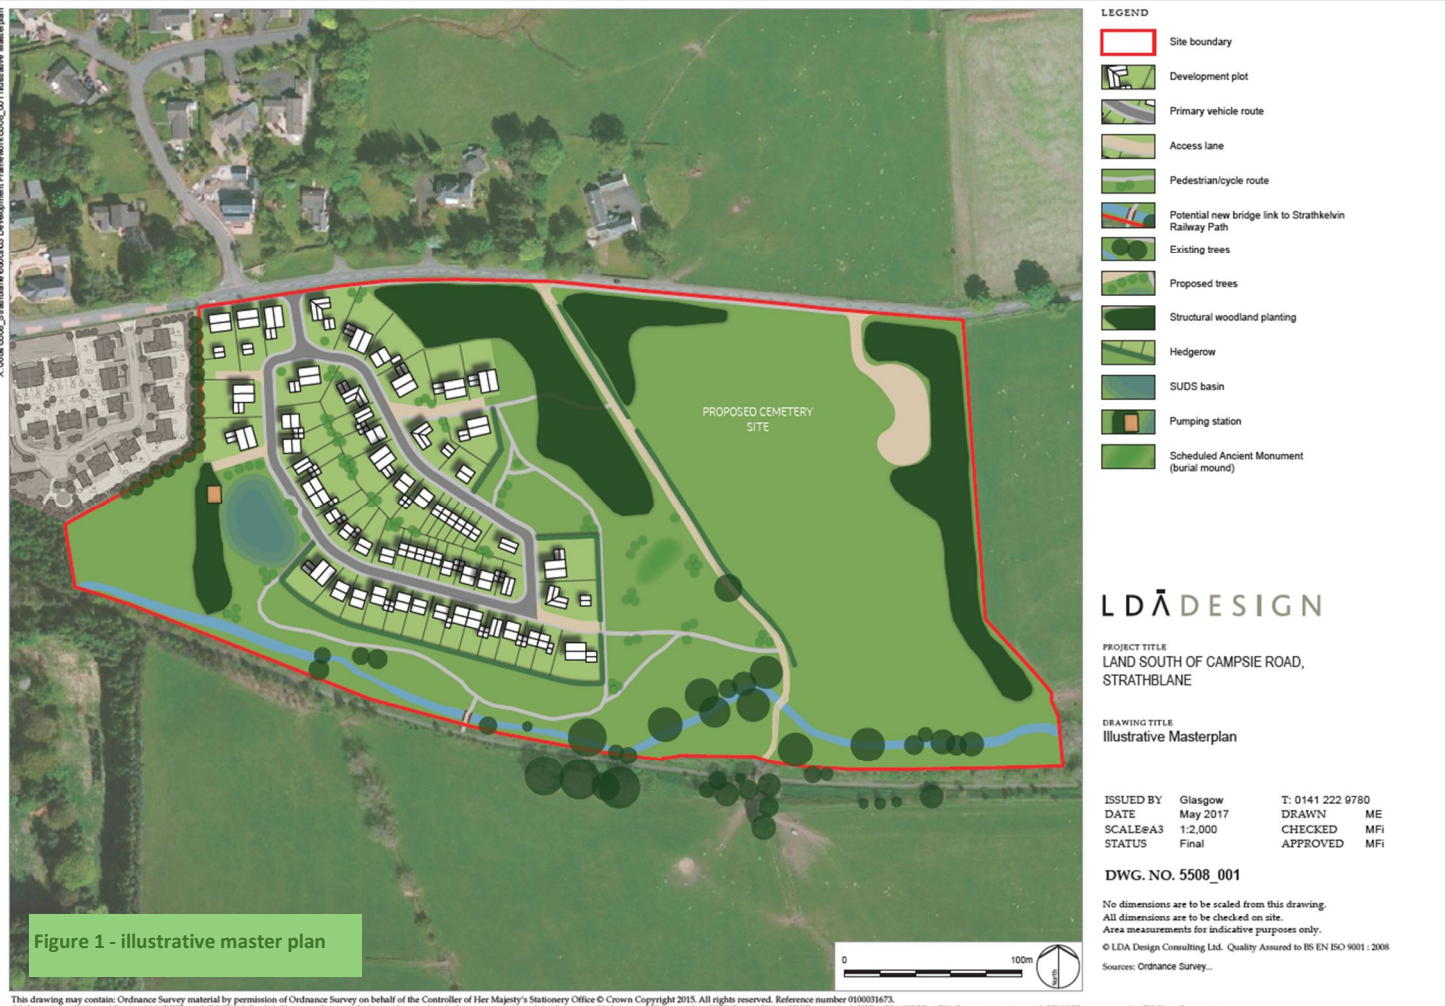 LEGEND
Site boundary
Development plot
Primary vehicle route
Access lane
Pedestrian/cycle route
Potential new bridge link to Strathkelvin
Railway Path
Existing trees
Proposed trees
Structural woodland planting
Hedgerow
SUDS basin
Pumping station
Scheduled Ancient Monument
(burial mound)
PROPOSED CEMETERY
SITE
LDĀDESIGN
PROJECT TITLE
LAND SOUTH OF CAMPSIE ROAD,
STRATHBLANE
DRAWING TITLE
Illustrative Masterplan
ISSUED BY Glasgow T: 0141 222 9780
DATE May 2017 DRAWN ME
SCALE@A3 1:2,000 CHECKED MFi
STATUS Final APPROVED MFi
DWG. NO. 5508_001
No dimensions are to be scaled from this drawing.
All dimensions are to be checked on site.
Area measurements for indicative purposes only.
© LDA Design Consulting Ltd. Quality Assured to BS EN ISO 9001 : 2008
Sources: Ordnance Survey...
Figure 1 - illustrative master plan
0 100m
North
This drawing may contain: Ordnance Survey material by permission of Ordnance Survey on behalf of the Controller of Her Majesty's Stationery Office © Crown Copyright 2015. All rights reserved. Reference number 0100031673.